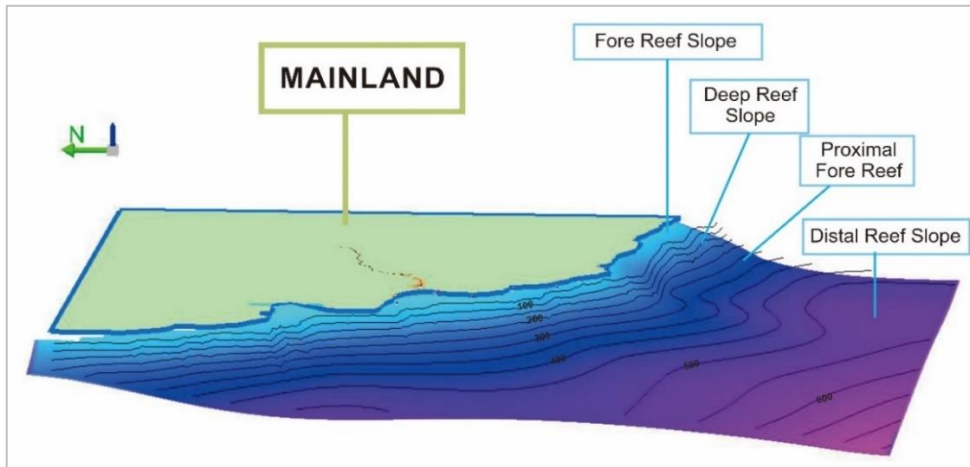 Fore Reef Slope
MAINLAND
Deep Reef
Slope
N
Proximal
Fore Reef
Distal Reef Slope
100
200
300
400
500
600